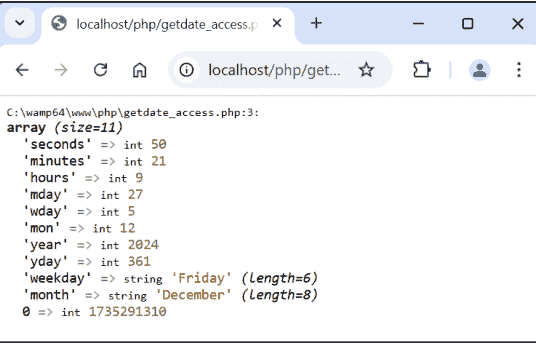 localhost/php/getdate_access.p
localhost/php/get...
C:\wamp64\www\php\getdate_access.php:3:
array (size=11)
'seconds' => int 50
'minutes' => int 21
'hours' => int 9
'mday' => int 27
'wday' => int 5
'mon' => int 12
'year' => int 2024
'yday' => int 361
'weekday' => string 'Friday' (length=6)
'month' => string 'December' (length=8)
0 => int 1735291310